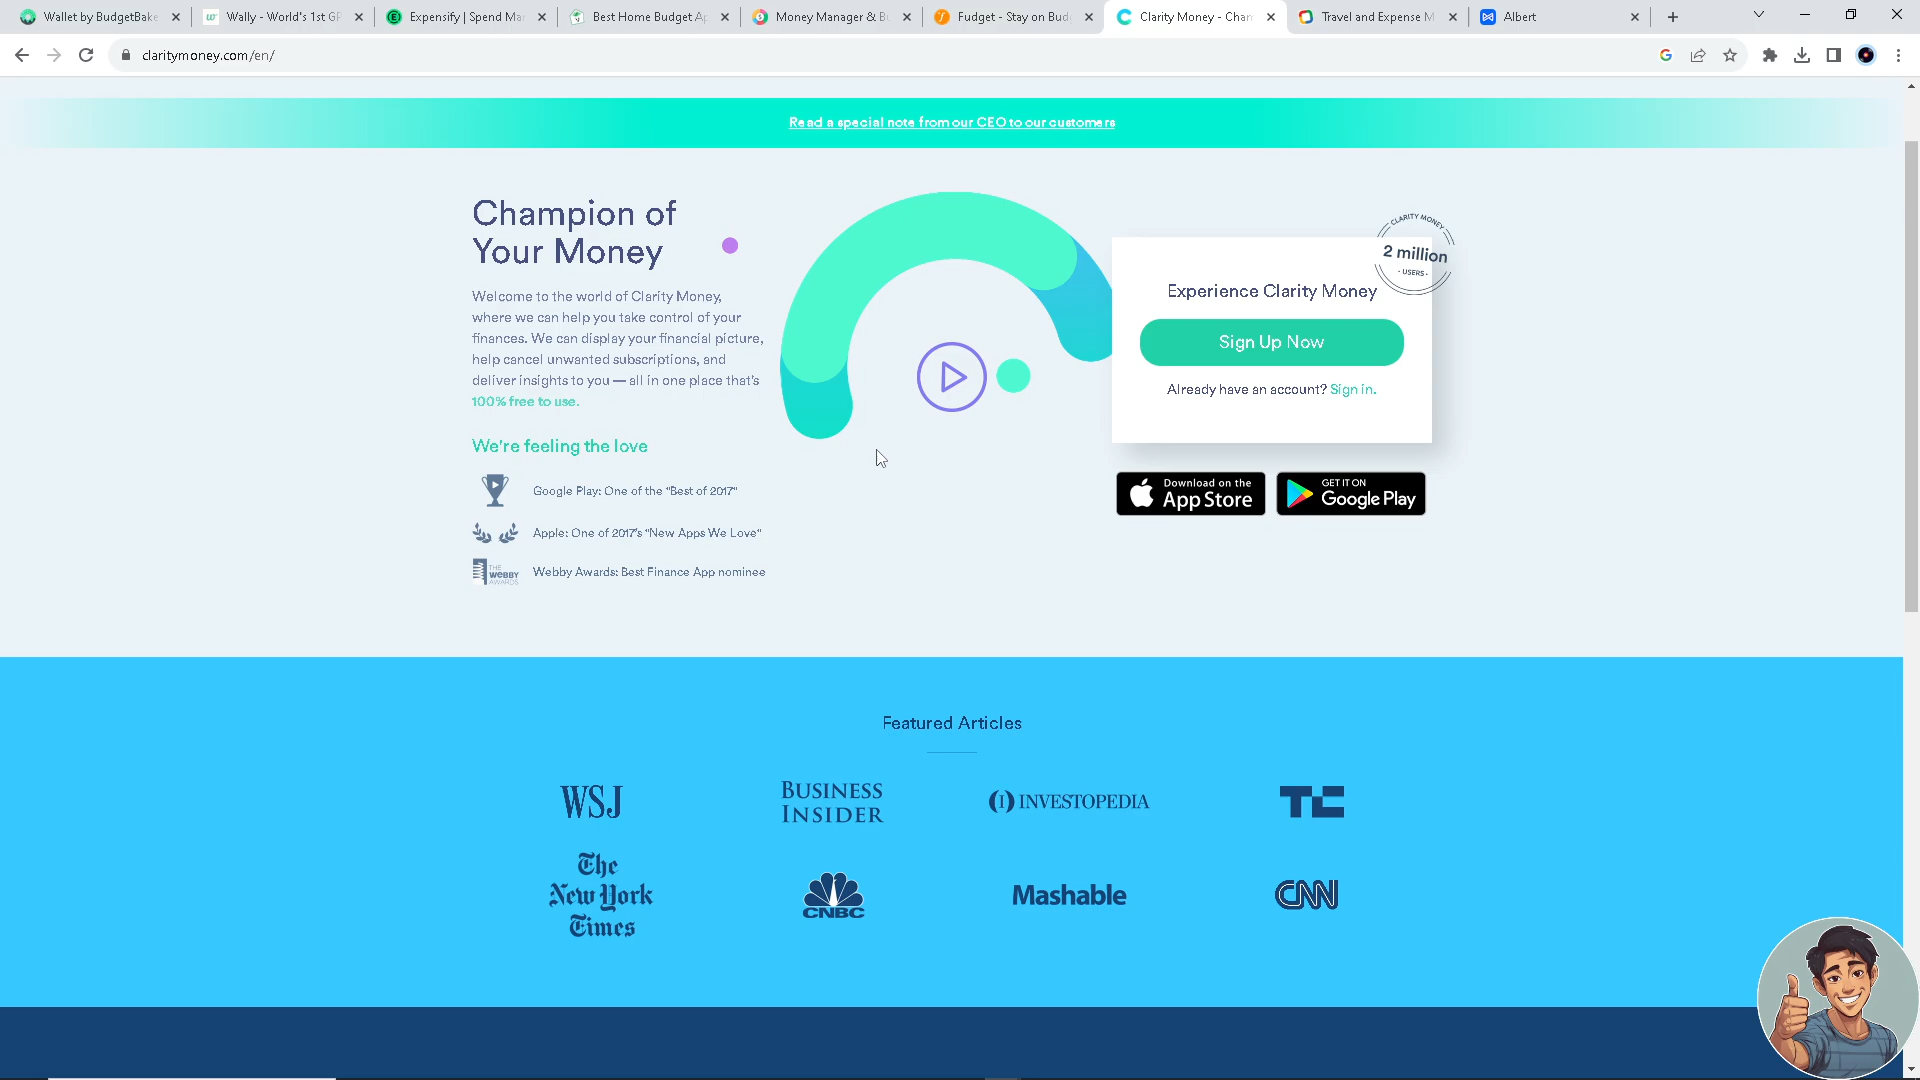 Wallet by BudgetBake
Wally - World's 1st GP
Expensify | Spend Ma
Best Home Budget Ap
Money Manager & Bu
Fudget - Stay on Budg
Clarity Money - Cham
Travel and Expense M
Albert
claritymoney.com/en/
Read a special note from our CEO to our customers
Champion of
Your Money
Welcome to the world of Clarity Money,
where we can help you take control of your
finances. We can display your financial picture,
help cancel unwanted subscriptions, and
deliver insights to you — all in one place that's
100% free to use.
We're feeling the love
Google Play: One of the "Best of 2017"
Apple: One of 2017's "New Apps We Love"
THE WEBBY AWARDS
Webby Awards: Best Finance App nominee
CLARITY MONEY
2 million
- USERS -
Experience Clarity Money
Sign Up Now
Already have an account? Sign in.
Download on the
App Store
GET IT ON
Google Play
Featured Articles
WSJ
BUSINESS
INSIDER
INVESTOPEDIA
TC
The
New York
Times
CNBC
Mashable
CNN